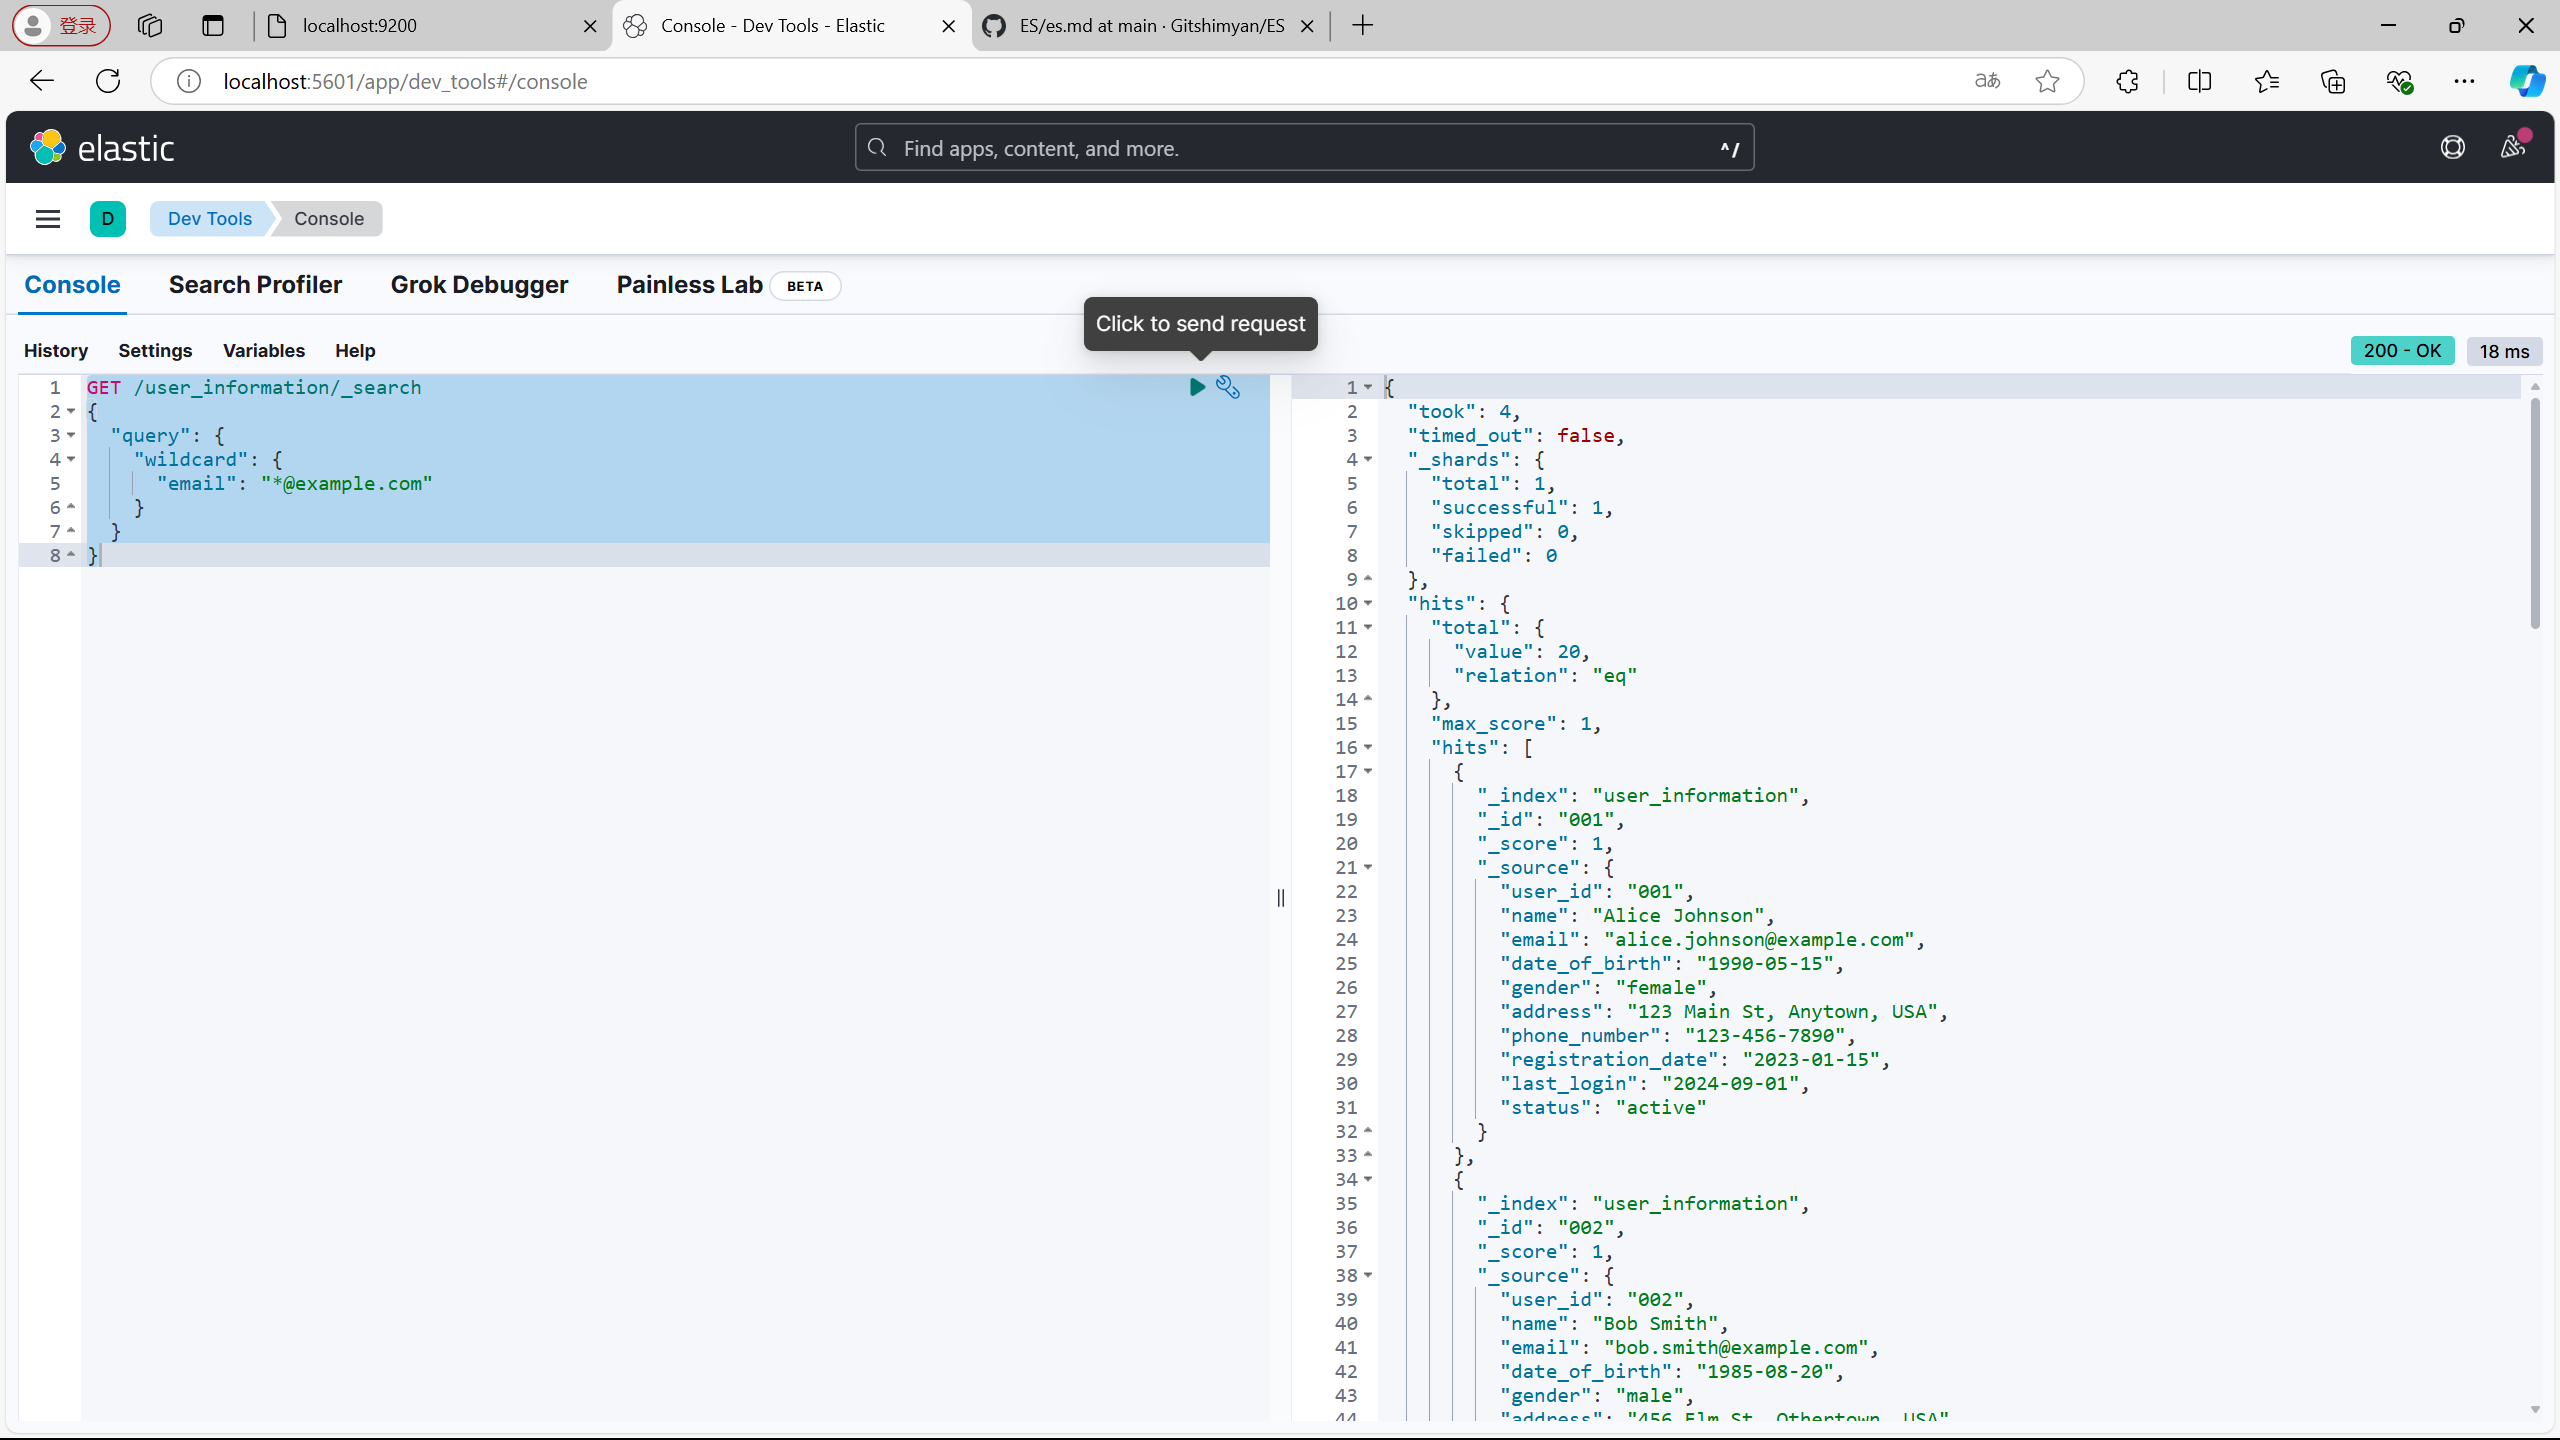 登录
localhost:9200
Console - Dev Tools - Elastic
ES/es.md at main · Gitshimyan/ES
localhost:5601/app/dev_tools#/console
aあ
elastic
Find apps, content, and more.
^/
D
Dev Tools
Console
Console
Search Profiler
Grok Debugger
Painless Lab
BETA
Click to send request
History
Settings
Variables
Help
200 - OK
18 ms
1 GET /user_information/_search
2 {
3 "query": {
4 "wildcard": {
5 "email": "*@example.com"
6 }
7 }
8 }
1 {
2 "took": 4,
3 "timed_out": false,
4 "_shards": {
5 "total": 1,
6 "successful": 1,
7 "skipped": 0,
8 "failed": 0
9 },
10 "hits": {
11 "total": {
12 "value": 20,
13 "relation": "eq"
14 },
15 "max_score": 1,
16 "hits": [
17 {
18 "_index": "user_information",
19 "_id": "001",
20 "_score": 1,
21 "_source": {
22 "user_id": "001",
23 "name": "Alice Johnson",
24 "email": "alice.johnson@example.com",
25 "date_of_birth": "1990-05-15",
26 "gender": "female",
27 "address": "123 Main St, Anytown, USA",
28 "phone_number": "123-456-7890",
29 "registration_date": "2023-01-15",
30 "last_login": "2024-09-01",
31 "status": "active"
32 }
33 },
34 {
35 "_index": "user_information",
36 "_id": "002",
37 "_score": 1,
38 "_source": {
39 "user_id": "002",
40 "name": "Bob Smith",
41 "email": "bob.smith@example.com",
42 "date_of_birth": "1985-08-20",
43 "gender": "male",
44 "address": "456 Elm St, Othertown, USA"